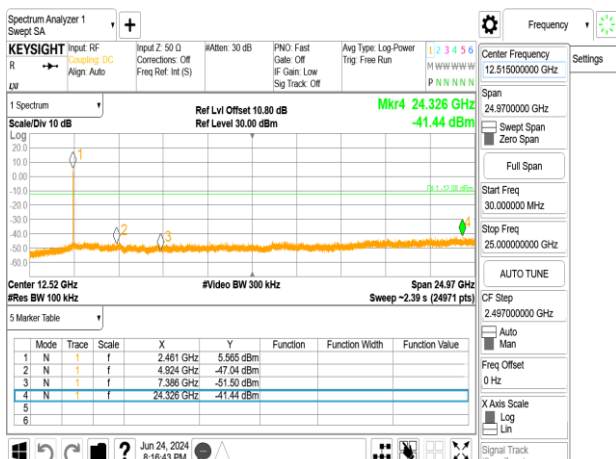 Spectrum Analyzer 1
Swept SA
Frequency
KEYSIGHT
R
LXI
Input: RF
Coupling: DC
Align: Auto
Input Z: 50 Ω
Corrections: Off
Freq Ref: Int (S)
#Atten: 30 dB
PNO: Fast
Gate: Off
IF Gain: Low
Sig Track: Off
Avg Type: Log-Power
Trig: Free Run
1 2 3 4 5 6
M W W W W W
P N N N N N
1 Spectrum
Scale/Div 10 dB
Ref Lvl Offset 10.80 dB
Ref Level 30.00 dBm
Mkr4 24.326 GHz
-41.44 dBm
Log
20.0
10.0
0.00
-10.0
-20.0
-30.0
-40.0
-50.0
-60.0
1
2
3
4
Center 12.52 GHz
#Res BW 100 kHz
#Video BW 300 kHz
Span 24.97 GHz
Sweep ~2.39 s (24971 pts)
5 Marker Table
Mode Trace Scale X Y Function Function Width Function Value
1 N 1 f 2.461 GHz 5.565 dBm
2 N 1 f 4.924 GHz -47.04 dBm
3 N 1 f 7.386 GHz -51.50 dBm
4 N 1 f 24.326 GHz -41.44 dBm
5
6
Jun 24, 2024
8:16:43 PM
Center Frequency
12.515000000 GHz
Settings
Span
24.9700000 GHz
Swept Span
Zero Span
Full Span
Start Freq
30.000000 MHz
Stop Freq
25.000000000 GHz
AUTO TUNE
CF Step
2.497000000 GHz
Auto
Man
Freq Offset
0 Hz
X Axis Scale
Log
Lin
Signal Track